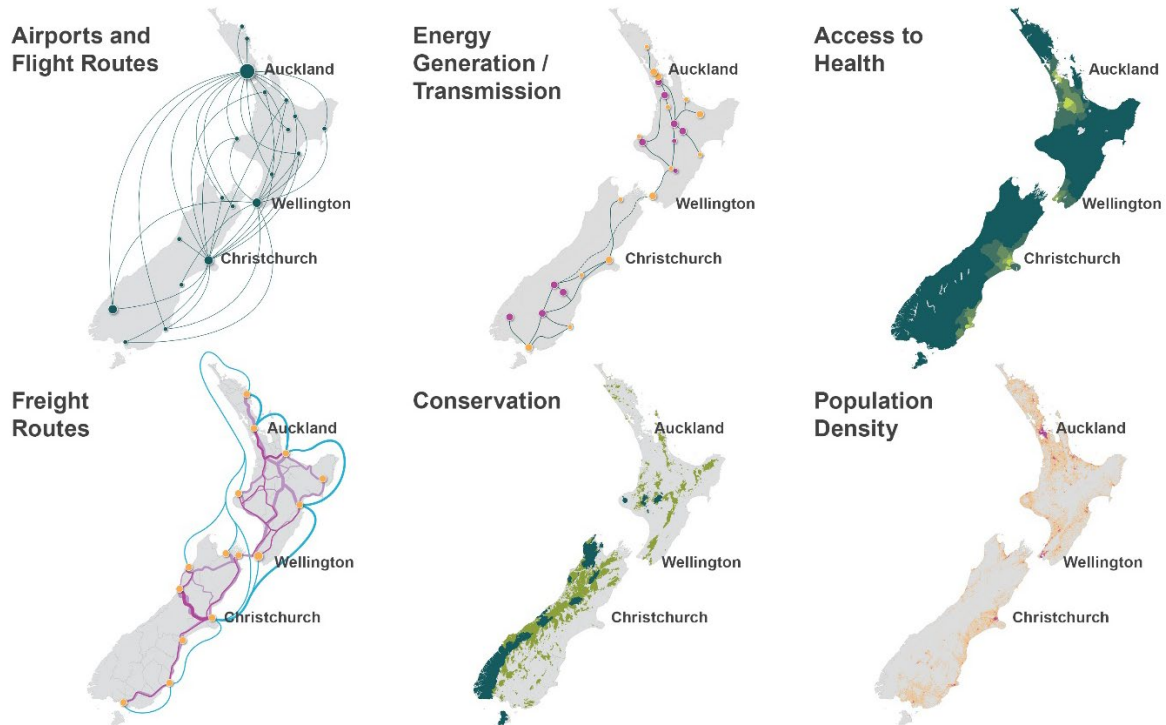 Airports and
Flight Routes
Auckland
Wellington
Christchurch
Energy
Generation /
Transmission
Auckland
Wellington
Christchurch
Access to
Health
Auckland
Wellington
Christchurch
Freight
Routes
Auckland
Wellington
Christchurch
Conservation
Auckland
Wellington
Christchurch
Population
Density
Auckland
Wellington
Christchurch